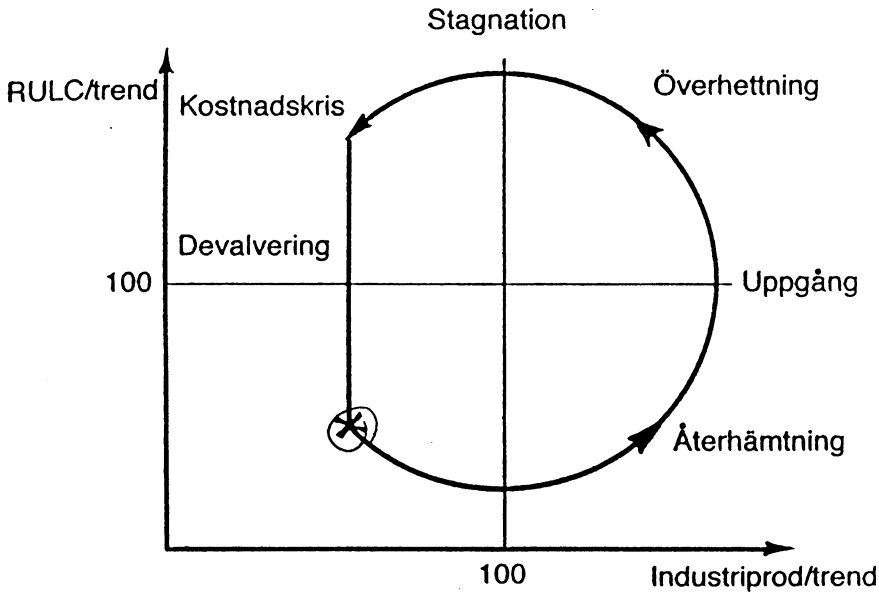 Stagnation
RULC/trend
Kostnadskris
Överhettning
Devalvering
100
Uppgång
Återhämtning
100
Industriprod/trend